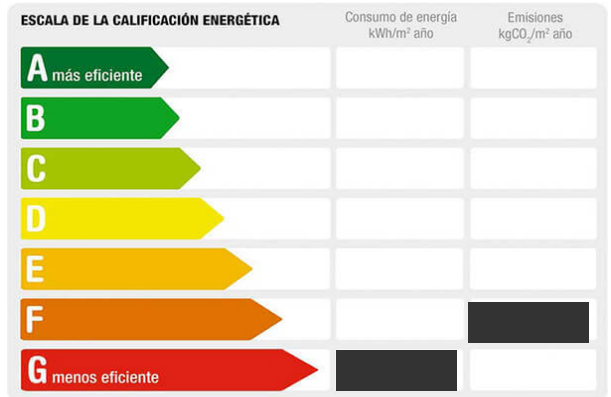 ESCALA DE LA CALIFICACIÓN ENERGÉTICA
Consumo de energía
kWh/m² año
Emisiones
kgCO₂/m² año
A más eficiente
B
C
D
E
F
G menos eficiente